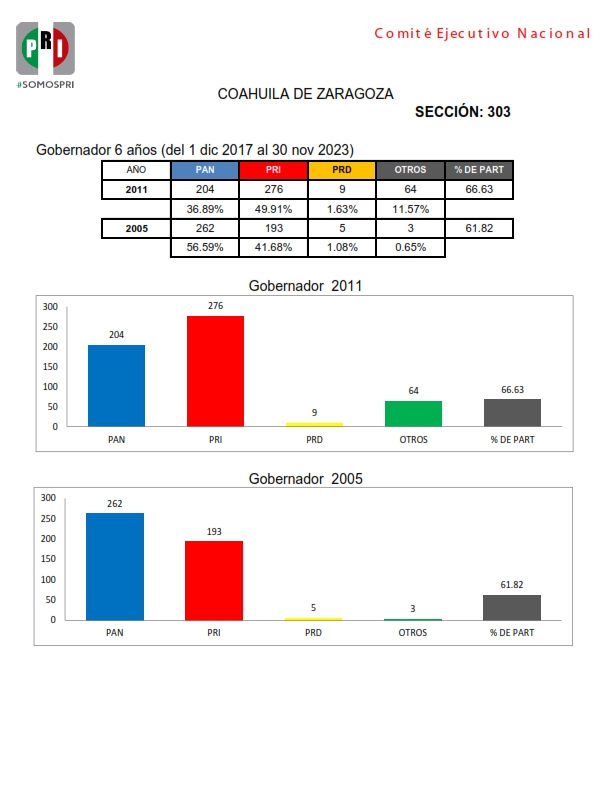 Comité Ejecutivo Nacional
PRI
#SOMOSPRI
COAHUILA DE ZARAGOZA
SECCIÓN: 303
Gobernador 6 años (del 1 dic 2017 al 30 nov 2023)
AÑO PAN PRI PRD OTROS % DE PART
2011 204 276 9 64 66.63
36.89% 49.91% 1.63% 11.57%
2005 262 193 5 3 61.82
56.59% 41.68% 1.08% 0.65%
Gobernador 2011
300
250
200
150
100
50
0
204
276
9
64
66.63
PAN PRI PRD OTROS % DE PART
Gobernador 2005
300
250
200
150
100
50
0
262
193
5
3
61.82
PAN PRI PRD OTROS % DE PART